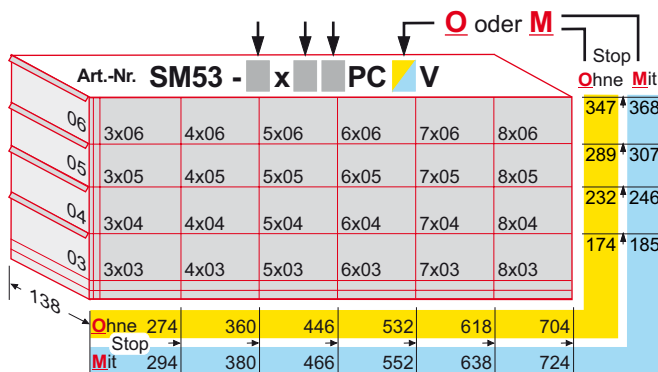 O oder M
Stop
Ohne Mit
Art.-Nr. SM53 - x PC V
347 368
06 3x06 4x06 5x06 6x06 7x06 8x06
289 307
05 3x05 4x05 5x05 6x05 7x05 8x05
232 246
04 3x04 4x04 5x04 6x04 7x04 8x04
174 185
03 3x03 4x03 5x03 6x03 7x03 8x03
138
Ohne 274 360 446 532 618 704
Stop
Mit 294 380 466 552 638 724